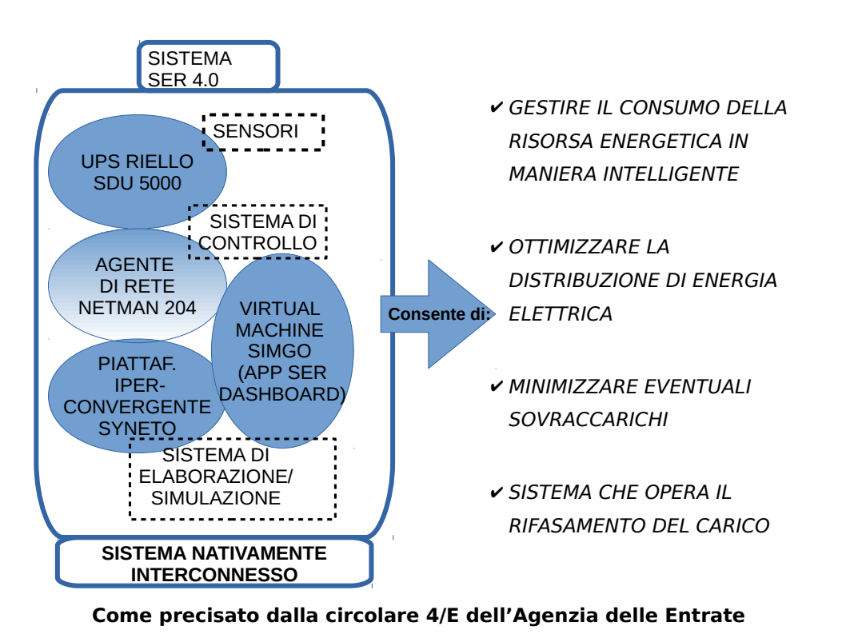 SISTEMA
SER 4.0
SENSORI
UPS RIELLO
SDU 5000
SISTEMA DI
CONTROLLO
AGENTE
DI RETE
NETMAN 204
VIRTUAL
MACHINE
SIMGO
(APP SER
DASHBOARD)
PIATTAF.
IPER-
CONVERGENTE
SYNETO
SISTEMA DI
ELABORAZIONE/
SIMULAZIONE
SISTEMA NATIVAMENTE
INTERCONNESSO
Consente di:
✔ GESTIRE IL CONSUMO DELLA
RISORSA ENERGETICA IN
MANIERA INTELLIGENTE
✔ OTTIMIZZARE LA
DISTRIBUZIONE DI ENERGIA
ELETTRICA
✔ MINIMIZZARE EVENTUALI
SOVRACCARICHI
✔ SISTEMA CHE OPERA IL
RIFASAMENTO DEL CARICO
Come precisato dalla circolare 4/E dell’Agenzia delle Entrate